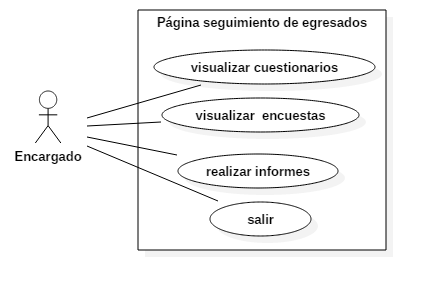 Página seguimiento de egresados
visualizar cuestionarios
visualizar encuestas
Encargado
realizar informes
salir